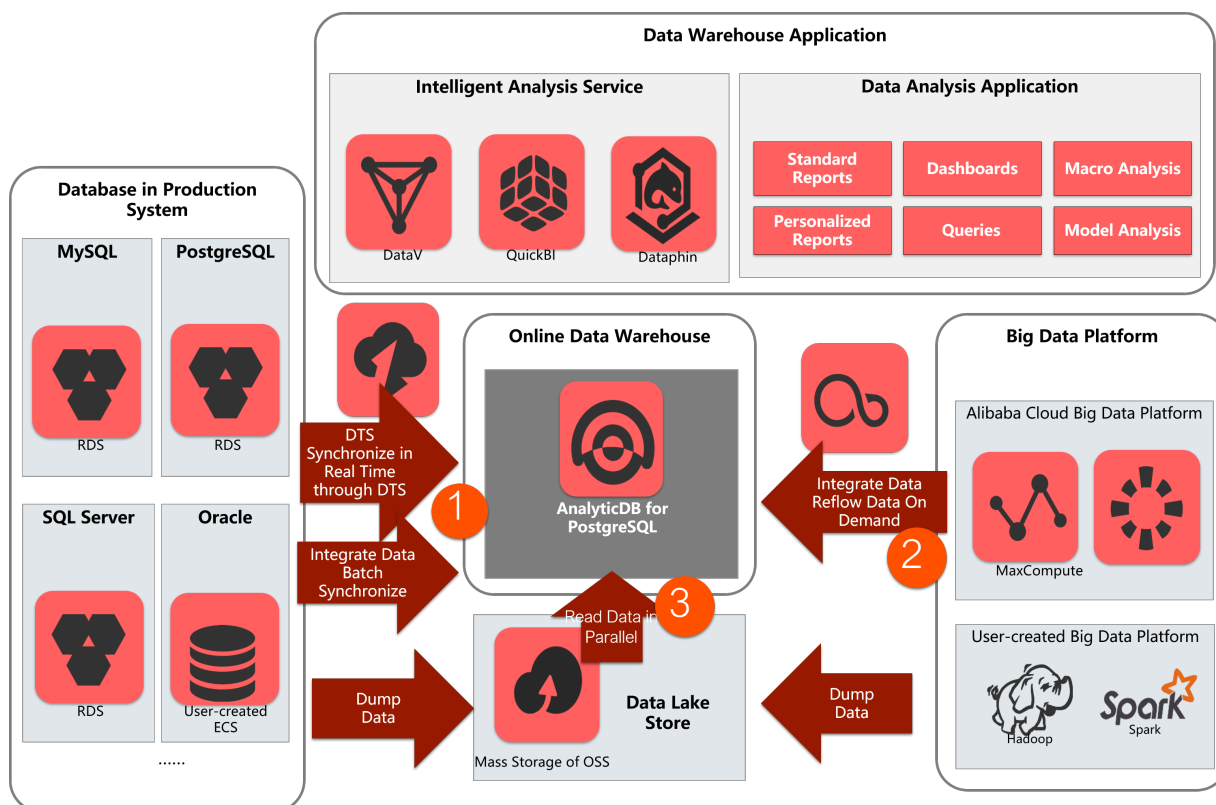 Data Warehouse Application
Intelligent Analysis Service
DataV
QuickBI
Dataphin
Data Analysis Application
Standard
Reports
Dashboards
Macro Analysis
Personalized
Reports
Queries
Model Analysis
Database in Production
System
MySQL
RDS
PostgreSQL
RDS
SQL Server
RDS
Oracle
User-created
ECS
......
DTS
Synchronize in
Real Time
through DTS
1
Integrate Data
Batch
Synchronize
Dump
Data
Online Data Warehouse
AnalyticDB for
PostgreSQL
3
Read Data in
Parallel
Data Lake
Store
Mass Storage of OSS
Integrate Data
Reflow Data On
Demand
2
Dump
Data
Big Data Platform
Alibaba Cloud Big Data Platform
MaxCompute
User-created Big Data Platform
Hadoop
Spark
Spark